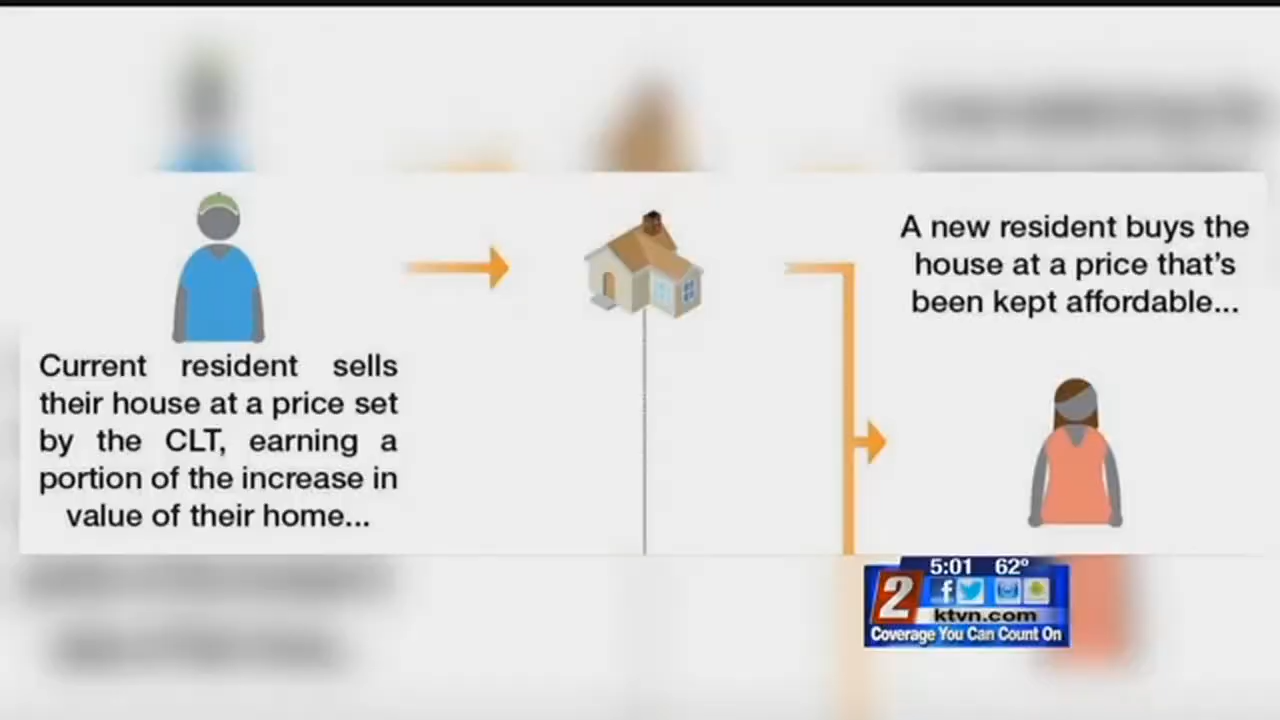 Current resident sells
their house at a price set
by the CLT, earning a
portion of the increase in
value of their home...
A new resident buys the
house at a price that's
been kept affordable...
5:01 62°
2
f
ktvn.com
Coverage You Can Count On